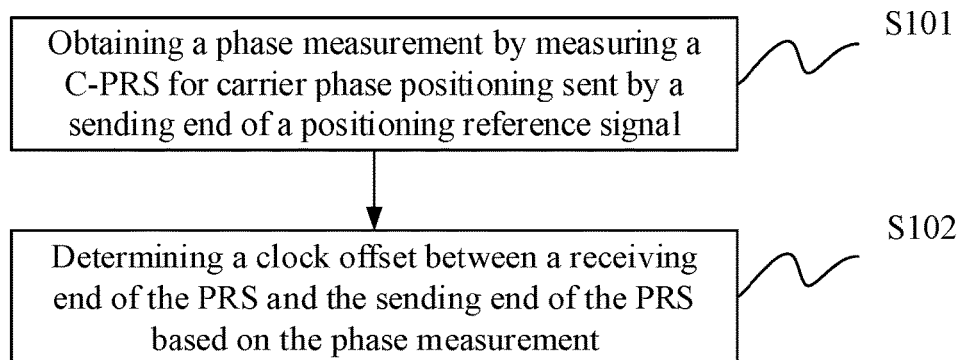 Obtaining a phase measurement by measuring a
C-PRS for carrier phase positioning sent by a
sending end of a positioning reference signal
S101
Determining a clock offset between a receiving
end of the PRS and the sending end of the PRS
based on the phase measurement
S102